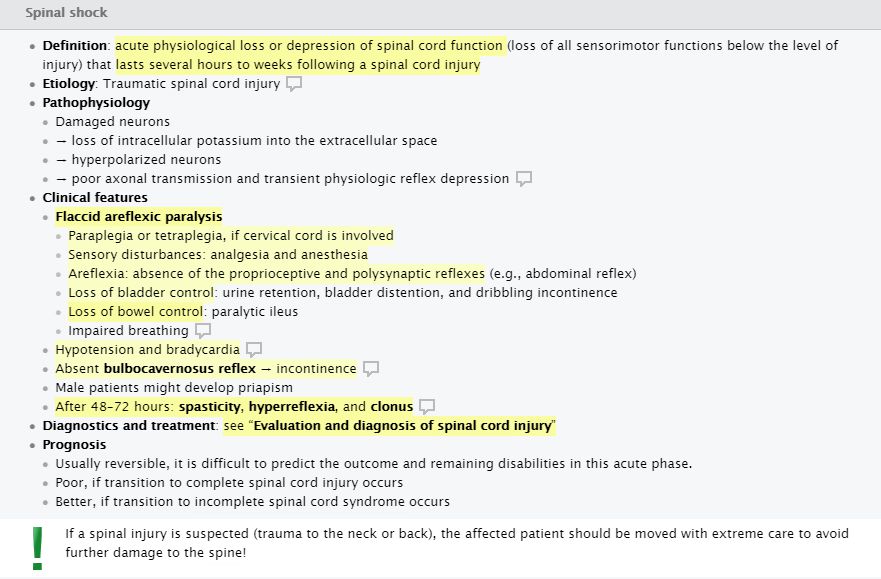 Spinal shock
Definition: acute physiological loss or depression of spinal cord function (loss of all sensorimotor functions below the level of
injury) that lasts several hours to weeks following a spinal cord injury
Etiology: Traumatic spinal cord injury
Pathophysiology
Damaged neurons
→ loss of intracellular potassium into the extracellular space
→ hyperpolarized neurons
→ poor axonal transmission and transient physiologic reflex depression
Clinical features
Flaccid areflexic paralysis
Paraplegia or tetraplegia, if cervical cord is involved
Sensory disturbances: analgesia and anesthesia
Areflexia: absence of the proprioceptive and polysynaptic reflexes (e.g., abdominal reflex)
Loss of bladder control: urine retention, bladder distention, and dribbling incontinence
Loss of bowel control: paralytic ileus
Impaired breathing
Hypotension and bradycardia
Absent bulbocavernosus reflex → incontinence
Male patients might develop priapism
After 48–72 hours: spasticity, hyperreflexia, and clonus
Diagnostics and treatment: see “Evaluation and diagnosis of spinal cord injury”
Prognosis
Usually reversible, it is difficult to predict the outcome and remaining disabilities in this acute phase.
Poor, if transition to complete spinal cord injury occurs
Better, if transition to incomplete spinal cord syndrome occurs
If a spinal injury is suspected (trauma to the neck or back), the affected patient should be moved with extreme care to avoid
further damage to the spine!